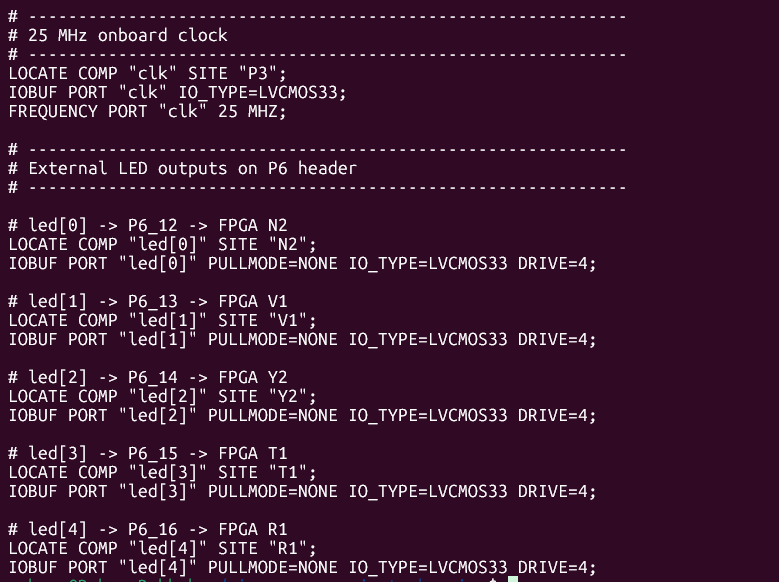 # ------------------------------------------------------------
# 25 MHz onboard clock
# ------------------------------------------------------------
LOCATE COMP "clk" SITE "P3";
IOBUF PORT "clk" IO_TYPE=LVCMOS33;
FREQUENCY PORT "clk" 25 MHZ;
# ------------------------------------------------------------
# External LED outputs on P6 header
# ------------------------------------------------------------
# led[0] -> P6_12 -> FPGA N2
LOCATE COMP "led[0]" SITE "N2";
IOBUF PORT "led[0]" PULLMODE=NONE IO_TYPE=LVCMOS33 DRIVE=4;
# led[1] -> P6_13 -> FPGA V1
LOCATE COMP "led[1]" SITE "V1";
IOBUF PORT "led[1]" PULLMODE=NONE IO_TYPE=LVCMOS33 DRIVE=4;
# led[2] -> P6_14 -> FPGA Y2
LOCATE COMP "led[2]" SITE "Y2";
IOBUF PORT "led[2]" PULLMODE=NONE IO_TYPE=LVCMOS33 DRIVE=4;
# led[3] -> P6_15 -> FPGA T1
LOCATE COMP "led[3]" SITE "T1";
IOBUF PORT "led[3]" PULLMODE=NONE IO_TYPE=LVCMOS33 DRIVE=4;
# led[4] -> P6_16 -> FPGA R1
LOCATE COMP "led[4]" SITE "R1";
IOBUF PORT "led[4]" PULLMODE=NONE IO_TYPE=LVCMOS33 DRIVE=4;